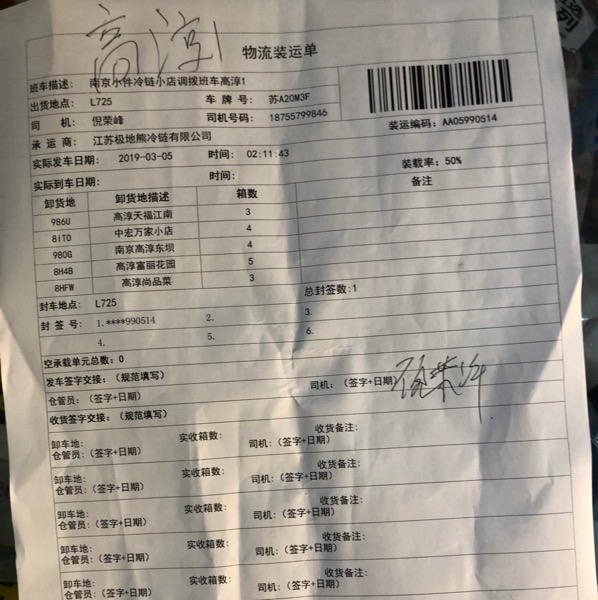 高淳
物流装运单
班车描述: 南京小件冷链小店调拨班车高淳1
出货地点: L725 车 牌 号: 苏A20M3F
司 机: 倪荣峰 司机号码: 18755799846
装运编码: AA05990514
承 运 商: 江苏极地熊冷链有限公司
实际发车日期: 2019-03-05 时间: 02:11:43 装载率: 50%
实际到车日期: 时间: 备注
卸货地 卸货地描述 箱数
986U 高淳天福江南 3
8IT0 中宏万家小店 4
980G 南京高淳东坝 4
8H4B 高淳富丽花园 5
8HFW 高淳尚品菜 3
封车地点: L725 总封签数:1
封 签 号: 1.****990514 2. 3.
4. 5. 6.
空承载单元总数: 0
发车签字交接: (规范填写)
仓管员: (签字+日期) 司机: (签字+日期)
收货签字交接: (规范填写)
卸车地: 实收箱数: 收货备注:
仓管员: (签字+日期) 司机: (签字+日期)
卸车地: 实收箱数: 收货备注:
仓管员: (签字+日期) 司机: (签字+日期)
卸车地: 实收箱数: 收货备注:
仓管员: (签字+日期) 司机: (签字+日期)
卸车地: 实收箱数: 收货备注:
仓管员: (签字+日期) 司机: (签字+日期)
卸车地: 实收箱数: 收货备注:
仓管员: (签字+日期) 司机: (签字+日期)